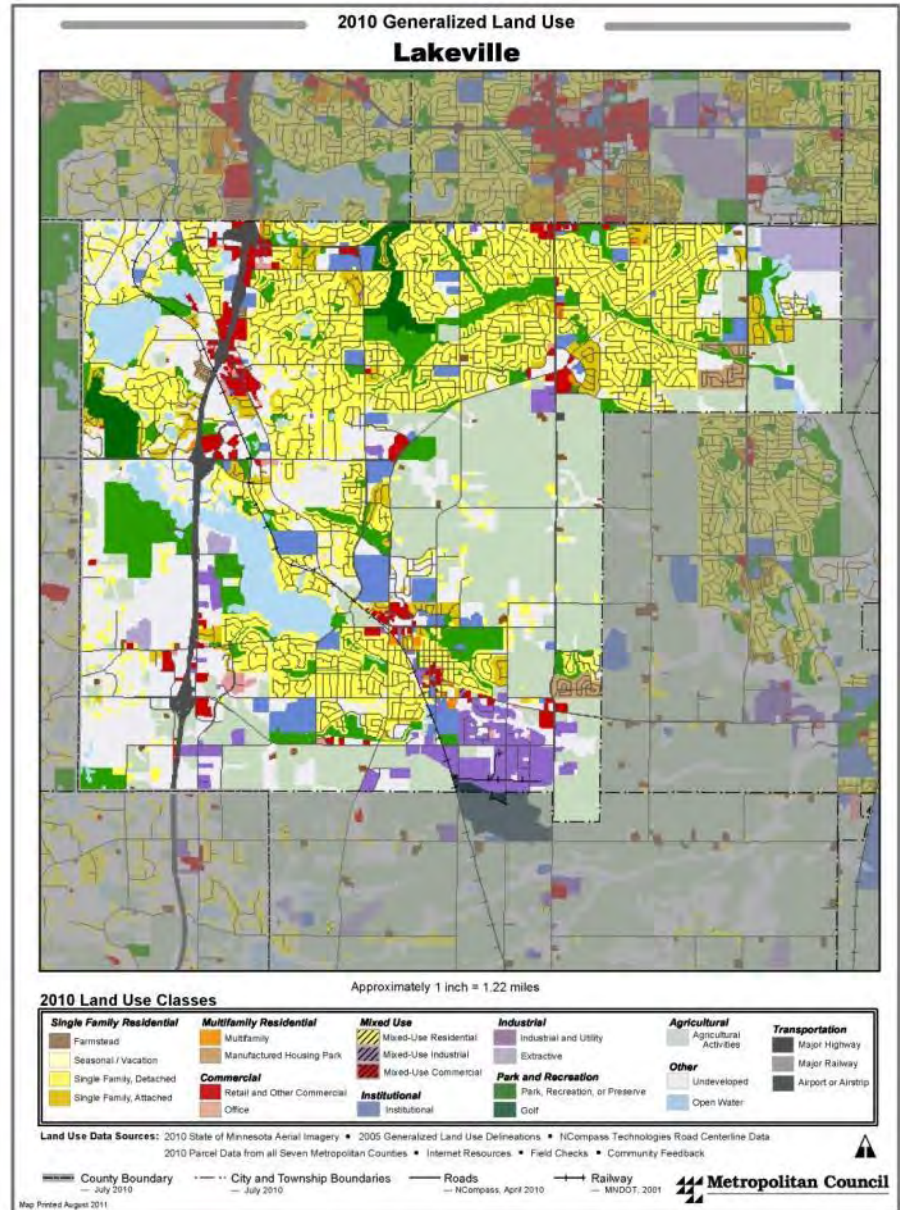 2010 Generalized Land Use
Lakeville
Approximately 1 inch = 1.22 miles
2010 Land Use Classes
Single Family Residential
Farmstead
Seasonal / Vacation
Single Family, Detached
Single Family, Attached
Multifamily Residential
Multifamily
Manufactured Housing Park
Commercial
Retail and Other Commercial
Office
Mixed Use
Mixed-Use Residential
Mixed-Use Industrial
Mixed-Use Commercial
Institutional
Institutional
Industrial
Industrial and Utility
Extractive
Park and Recreation
Park, Recreation, or Preserve
Golf
Agricultural
Agricultural
Activities
Other
Undeveloped
Open Water
Transportation
Major Highway
Major Railway
Airport or Airstrip
Land Use Data Sources: 2010 State of Minnesota Aerial Imagery • 2005 Generalized Land Use Delineations • NCompass Technologies Road Centerline Data
2010 Parcel Data from all Seven Metropolitan Counties • Internet Resources • Field Checks • Community Feedback
County Boundary
— July 2010
City and Township Boundaries
— July 2010
Roads
— NCompass, April 2010
Railway
— MNDOT, 2001
Metropolitan Council
Map Printed August 2011